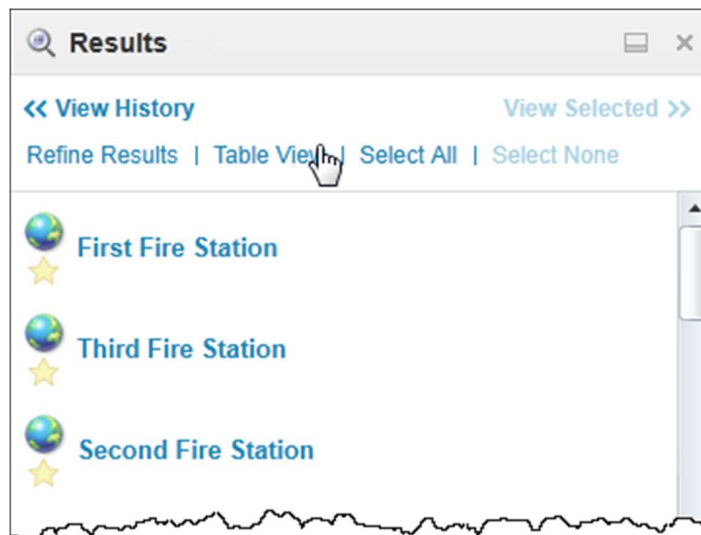 Results
<< View History View Selected >>
Refine Results | Table View | Select All | Select None
First Fire Station
Third Fire Station
Second Fire Station